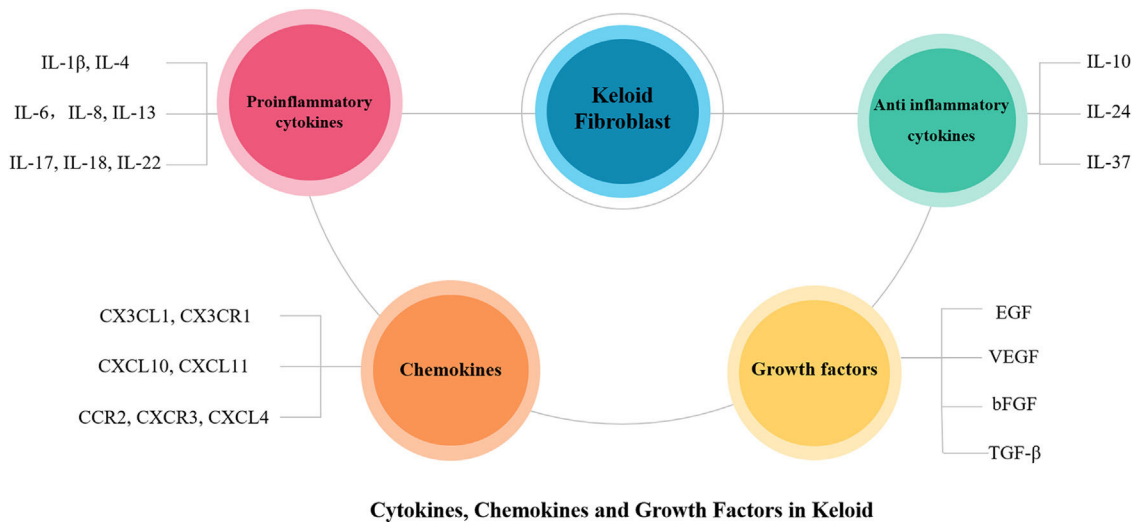 IL-1β, IL-4
IL-6， IL-8, IL-13
IL-17, IL-18, IL-22
Proinflammatory
cytokines
Keloid
Fibroblast
Anti inflammatory
cytokines
IL-10
IL-24
IL-37
CX3CL1, CX3CR1
CXCL10, CXCL11
CCR2, CXCR3, CXCL4
Chemokines
Growth factors
EGF
VEGF
bFGF
TGF-β
Cytokines, Chemokines and Growth Factors in Keloid